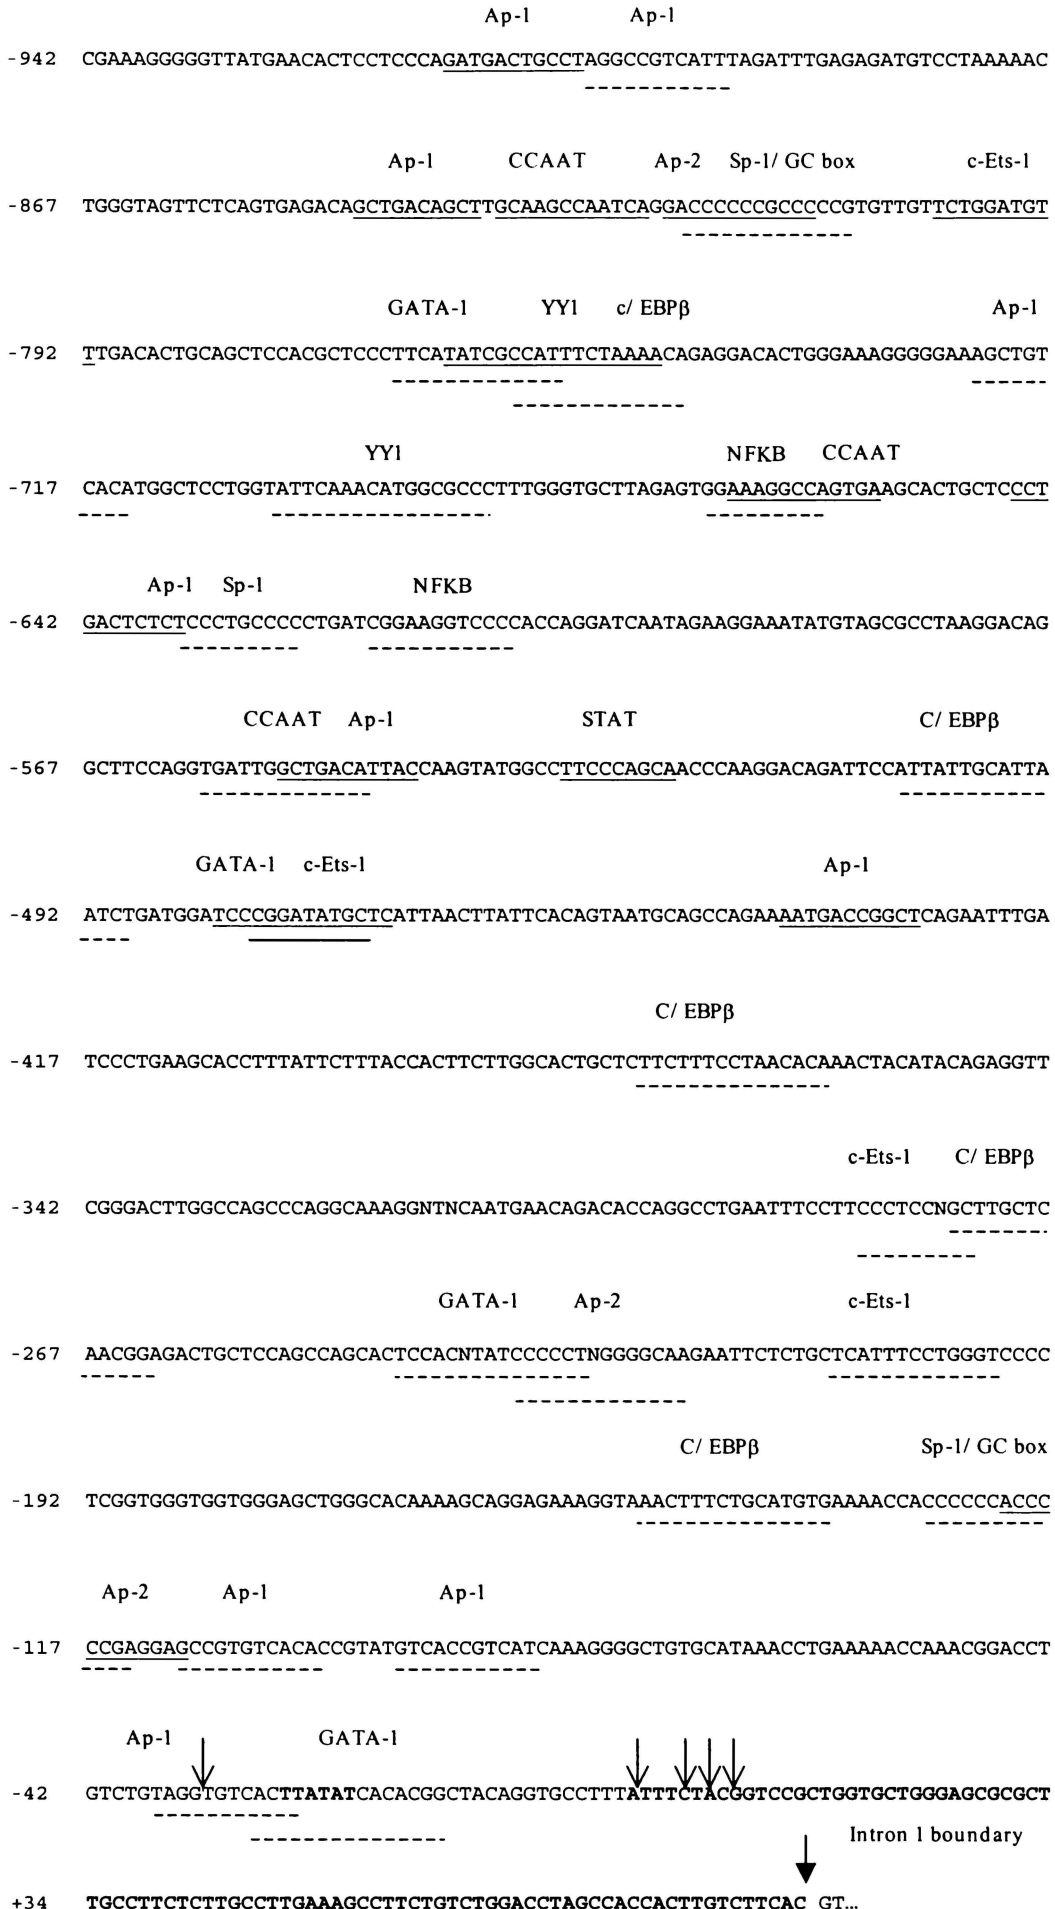 Ap-1 Ap-1
-942 CGAAAGGGGGTTATGAACACTCCTCCCAGATGACTGCCTAGGCCGTCATTTAGATTTGAGAGATGTCCTAAAAAC
Ap-1 CCAAT Ap-2 Sp-1/ GC box c-Ets-1
-867 TGGGTAGTTCTCAGTGAGACAGCTGACAGCTTGCAAGCCAATCAGGACCCCCCGCCCCCGTGTTGTTCTGGATGT
GATA-1 YY1 c/ EBPβ Ap-1
-792 TTGACACTGCAGCTCCACGCTCCCTTCATATCGCCATTTCTAAAACAGAGGACACTGGGAAAGGGGGAAAGCTGT
YY1 NFKB CCAAT
-717 CACATGGCTCCTGGTATTCAAACATGGCGCCCTTTGGGTGCTTAGAGTGGAAAGGCCAGTGAAGCACTGCTCCCT
Ap-1 Sp-1 NFKB
-642 GACTCTCTCCCTGCCCCCTGATCGGAAGGTCCCCACCAGGATCAATAGAAGGAAATATGTAGCGCCTAAGGACAG
CCAAT Ap-1 STAT C/ EBPβ
-567 GCTTCCAGGTGATTGGCTGACATTACCAAGTATGGCCTTCCCAGCAACCCAAGGACAGATTCCATTATTGCATTA
GATA-1 c-Ets-1 Ap-1
-492 ATCTGATGGATCCCGGATATGCTCATTAACTTATTCACAGTAATGCAGCCAGAAAATGACCGGCTCAGAATTTGA
C/ EBPβ
-417 TCCCTGAAGCACCTTTATTCTTTACCACTTCTTGGCACTGCTCTTCTTTCCTAACACAAACTACATACAGAGGTT
c-Ets-1 C/ EBPβ
-342 CGGGACTTGGCCAGCCCAGGCAAAGGNTNCAATGAACAGACACCAGGCCTGAATTTCCTTCCCTCCNGCTTGCTC
GATA-1 Ap-2 c-Ets-1
-267 AACGGAGACTGCTCCAGCCAGCACTCCACNTATCCCCCTNGGGGCAAGAATTCTCTGCTCATTTCCTGGGTCCCC
C/ EBPβ Sp-1/ GC box
-192 TCGGTGGGTGGTGGGAGCTGGGCACAAAAGCAGGAGAAAGGTAAACTTTCTGCATGTGAAAACCACCCCCCACCC
Ap-2 Ap-1 Ap-1
-117 CCGAGGAGCCGTGTCACACCGTATGTCACCGTCATCAAAGGGGCTGTGCATAAACCTGAAAAACCAAACGGACCT
Ap-1 GATA-1
-42 GTCTGTAGGTGTCACTTATATCACACGGCTACAGGTGCCTTTATTTCTACGGTCCGCTGGTGCTGGGAGCGCGCT
Intron 1 boundary
+34 TGCCTTCTCTTGCCTTGAAAGCCTTCTGTCTGGACCTAGCCACCACTTGTCTTCAC GT...